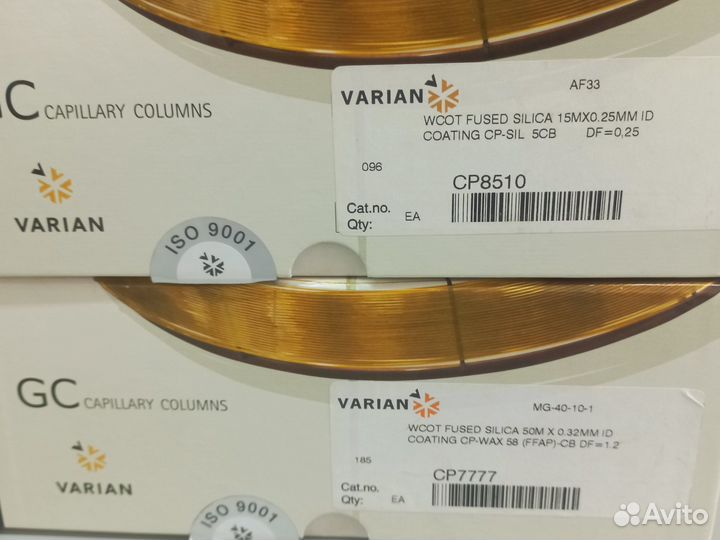 GC CAPILLARY COLUMNS
VARIAN
ISO 9001
VARIAN
AF33
WCOT FUSED SILICA 15MX0.25MM ID
COATING CP-SIL 5CB DF=0,25
096
CP8510
Cat.no.
Qty: EA
GC CAPILLARY COLUMNS
VARIAN
ISO 9001
VARIAN
MG-40-10-1
WCOT FUSED SILICA 50M X 0.32MM ID
COATING CP-WAX 58 (FFAP)-CB DF=1.2
185
CP7777
Cat.no.
Qty: EA
Avito